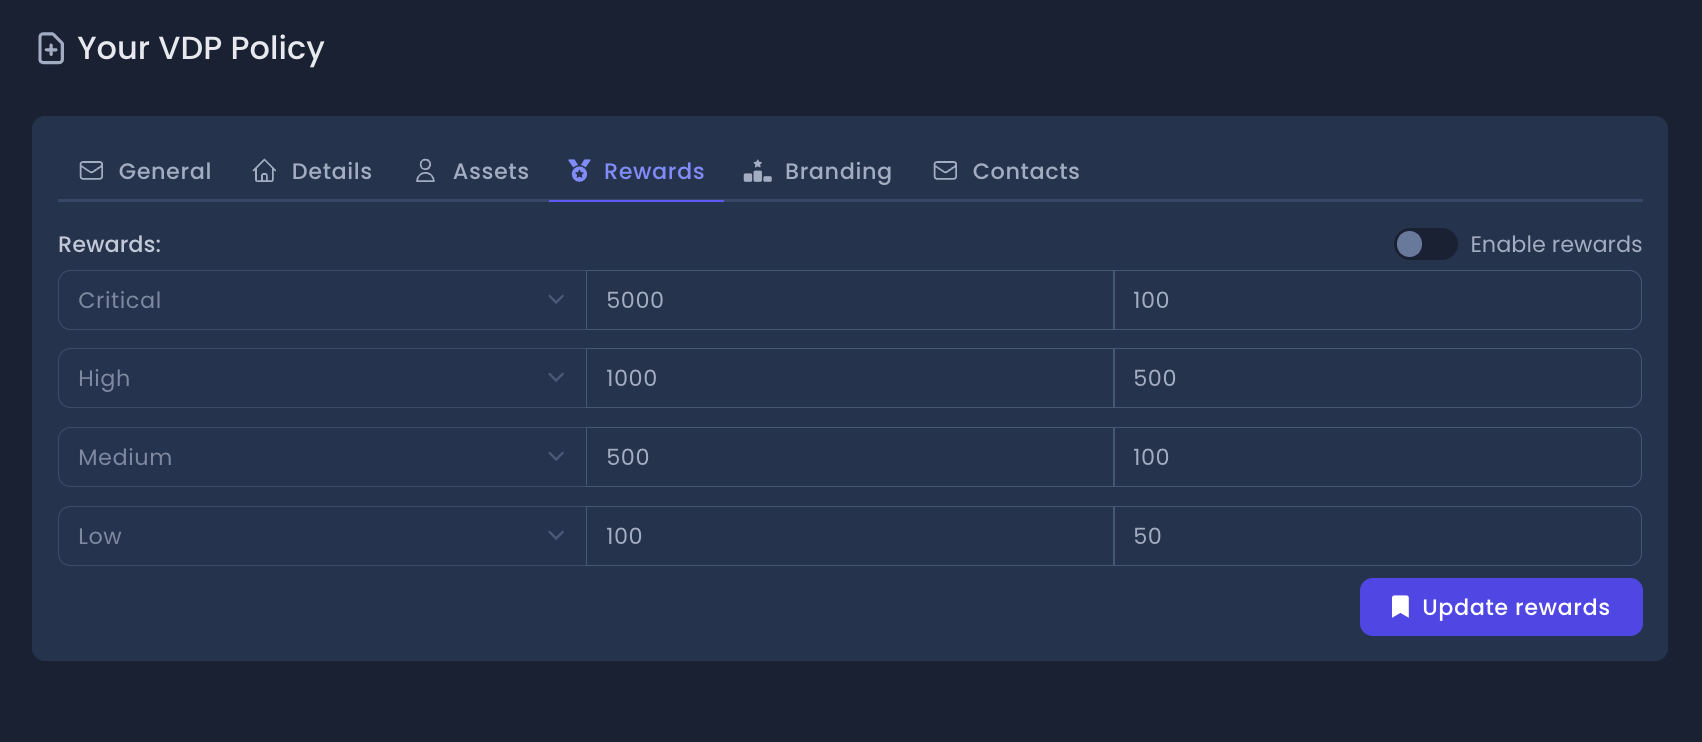 Your VDP Policy
General Details Assets Rewards Branding Contacts
Rewards: Enable rewards
Critical 5000 100
High 1000 500
Medium 500 100
Low 100 50
Update rewards